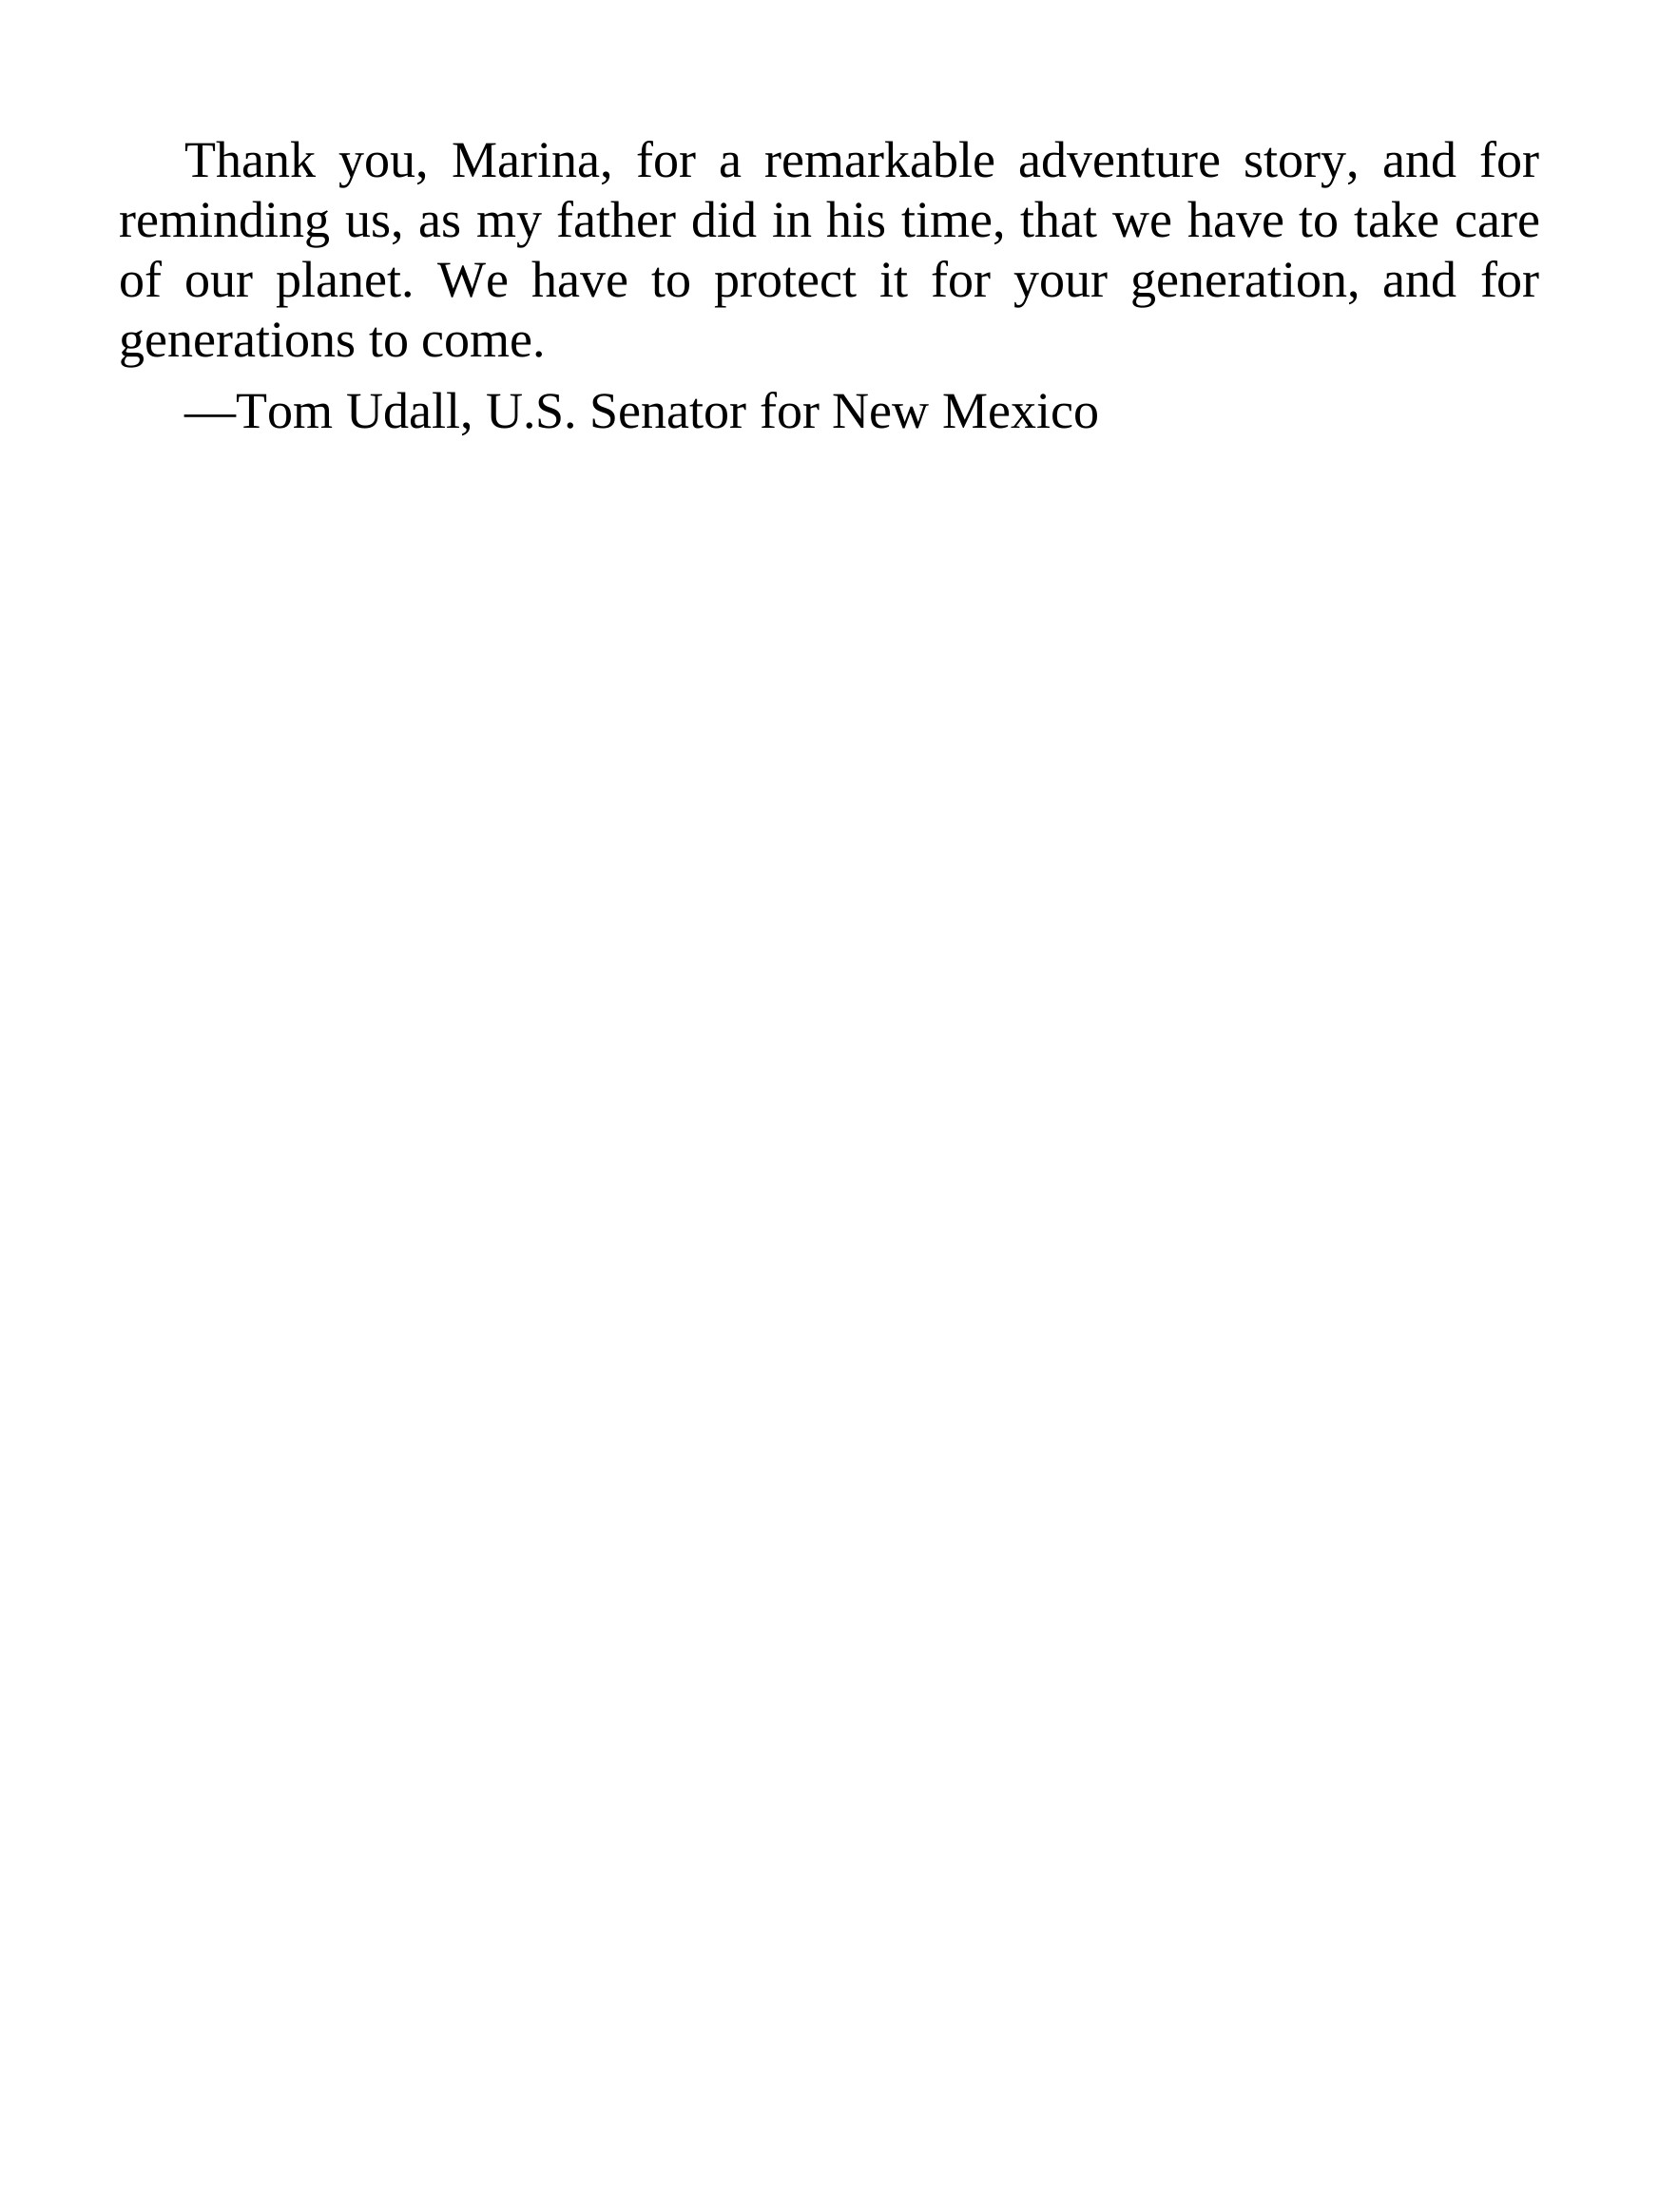 Thank you, Marina, for a remarkable adventure story, and for
reminding us, as my father did in his time, that we have to take care
of our planet. We have to protect it for your generation, and for
generations to come.
—Tom Udall, U.S. Senator for New Mexico